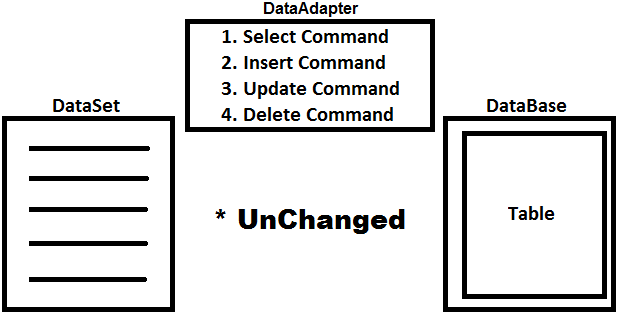 DataAdapter
1. Select Command
2. Insert Command
3. Update Command
4. Delete Command
DataSet
DataBase
Table
* UnChanged